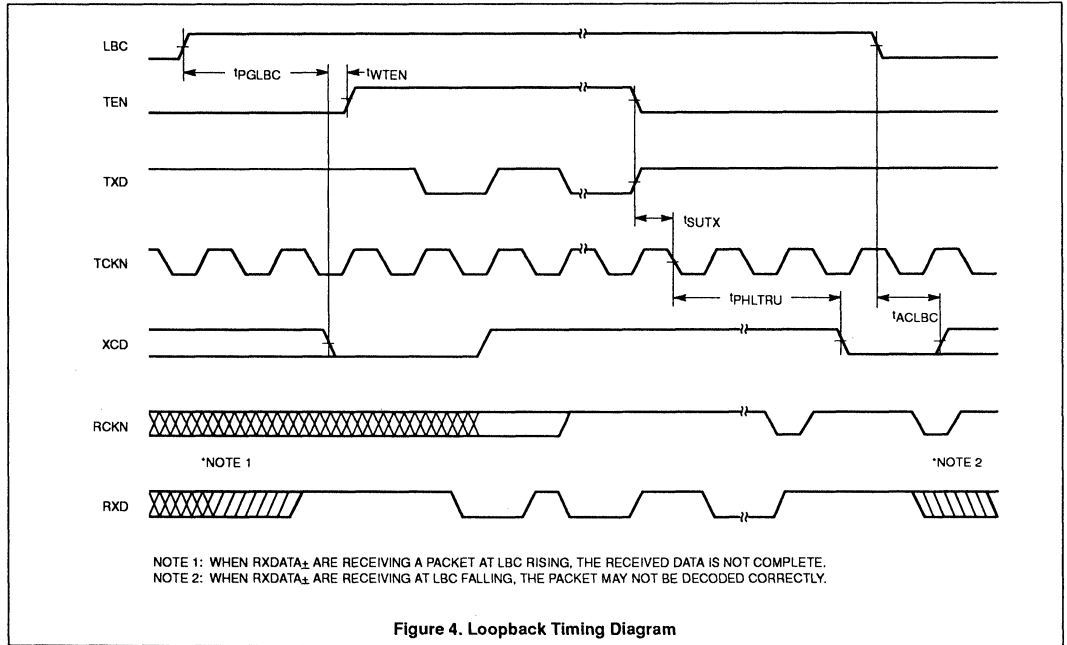 LBC
tPGLBC
tWTEN
TEN
TXD
tSUTX
TCKN
tPHLTRU
tACLBC
XCD
RCKN
*NOTE 1
*NOTE 2
RXD
NOTE 1: WHEN RXDATA± ARE RECEIVING A PACKET AT LBC RISING, THE RECEIVED DATA IS NOT COMPLETE.
NOTE 2: WHEN RXDATA± ARE RECEIVING AT LBC FALLING, THE PACKET MAY NOT BE DECODED CORRECTLY.
Figure 4. Loopback Timing Diagram